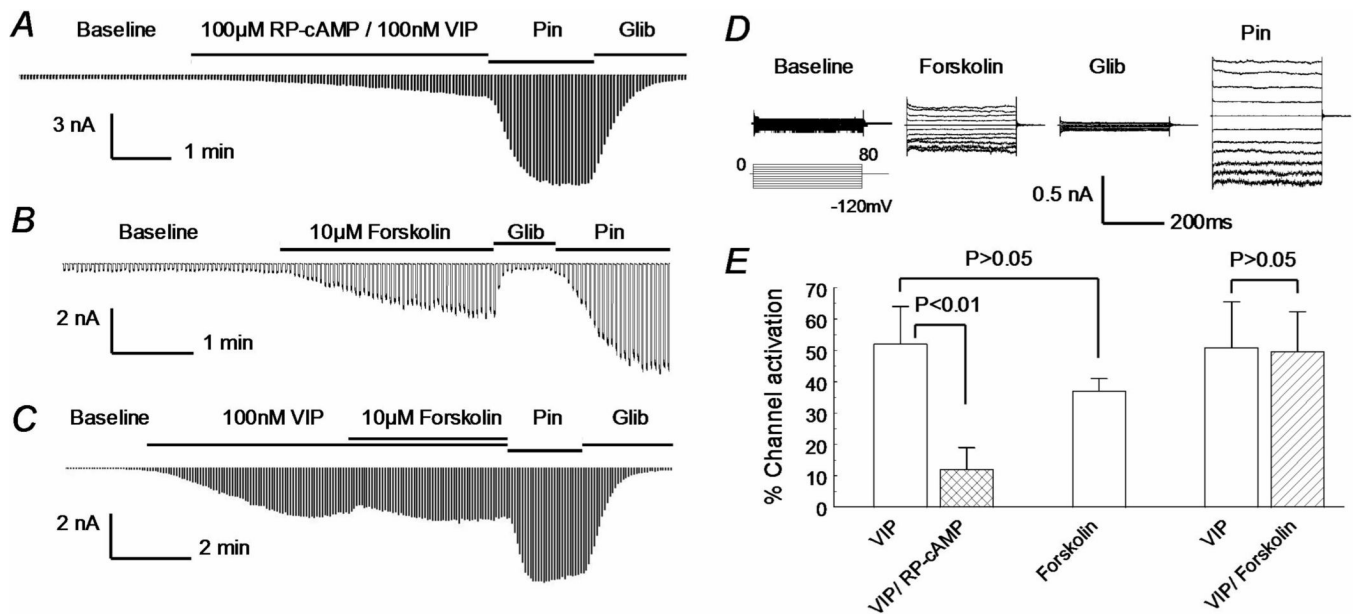 A
Baseline 100µM RP-cAMP / 100nM VIP Pin Glib
3 nA
1 min
B
Baseline 10µM Forskolin Glib Pin
2 nA
1 min
C
Baseline 100nM VIP 10µM Forskolin Pin Glib
2 nA
2 min
D
Baseline Forskolin Glib Pin
0 80
-120mV
0.5 nA
200ms
E
P>0.05 P>0.05
P<0.01
% Channel activation
70
60
50
40
30
20
10
0
VIP
VIP/ RP-cAMP
Forskolin
VIP
VIP/ Forskolin